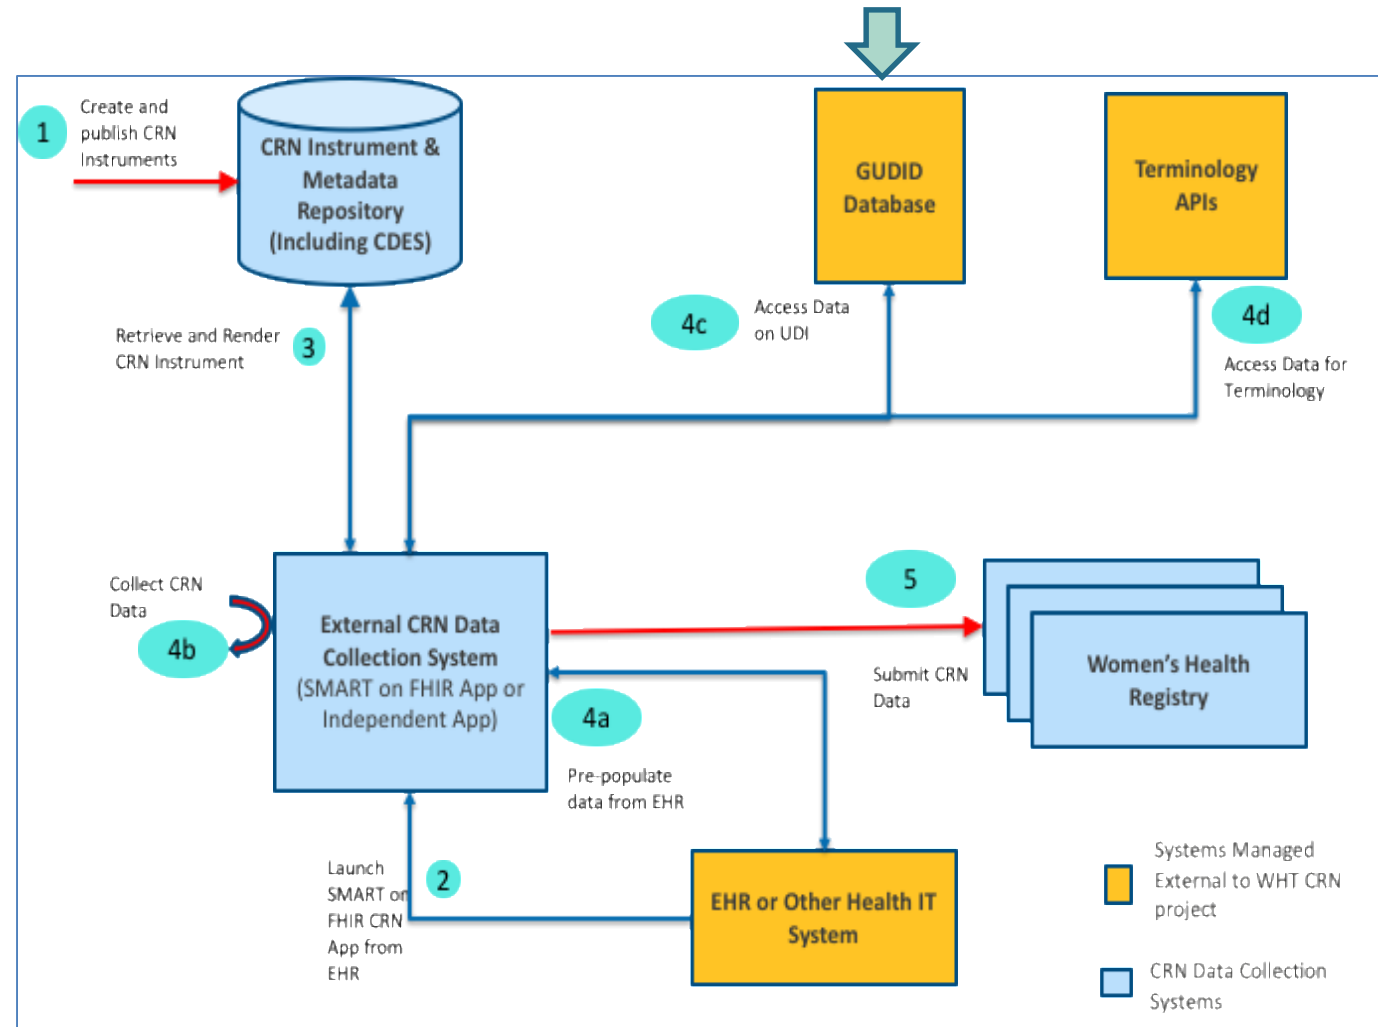 1
Create and
publish CRN
Instruments
CRN Instrument &
Metadata
Repository
(Including CDES)
GUDID
Database
Terminology
APIs
Retrieve and Render
CRN Instrument
3
4c
Access Data
on UDI
4d
Access Data for
Terminology
Collect CRN
Data
4b
External CRN Data
Collection System
(SMART on FHIR App or
Independent App)
5
Submit CRN
Data
Women's Health
Registry
4a
Pre-populate
data from EHR
Launch
SMART on
FHIR CRN
App from
EHR
2
EHR or Other Health IT
System
Systems Managed
External to WHT CRN
project
CRN Data Collection
Systems